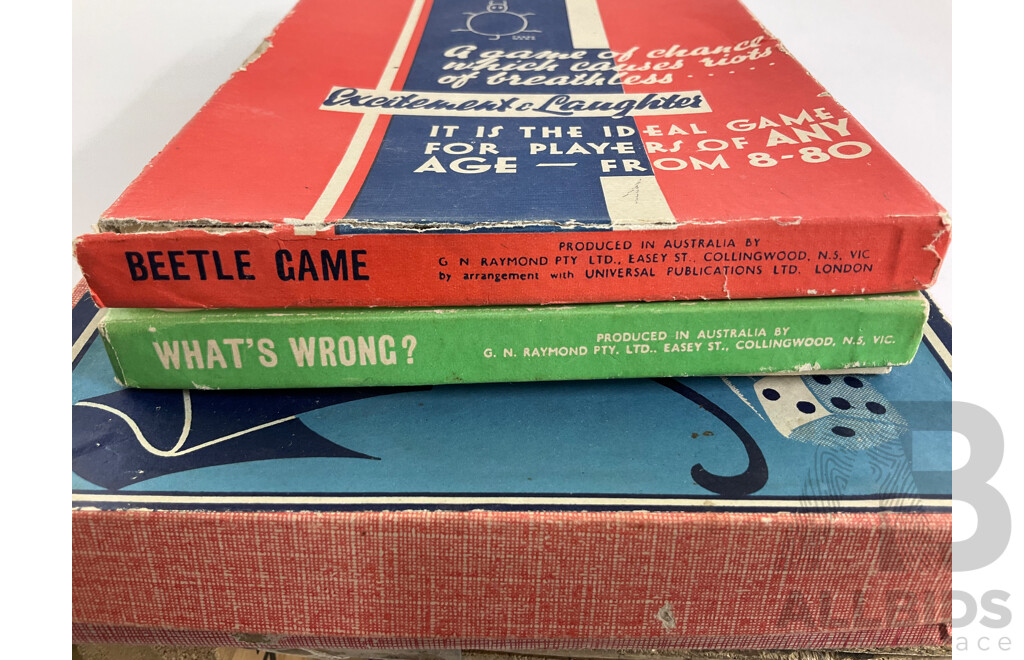 A game of chance
which causes riots
of breathless ......
Excitement & Laughter
IT IS THE IDEAL GAME
FOR PLAYERS OF ANY
AGE — FROM 8-80
BEETLE GAME
PRODUCED IN AUSTRALIA BY
G N. RAYMOND PTY LTD., EASEY ST., COLLINGWOOD, N.5, VIC
by arrangement with UNIVERSAL PUBLICATIONS LTD. LONDON
WHAT'S WRONG?
PRODUCED IN AUSTRALIA BY
G. N. RAYMOND PTY, LTD., EASEY ST., COLLINGWOOD, N.5, VIC.
B
ALLBIDS
ace